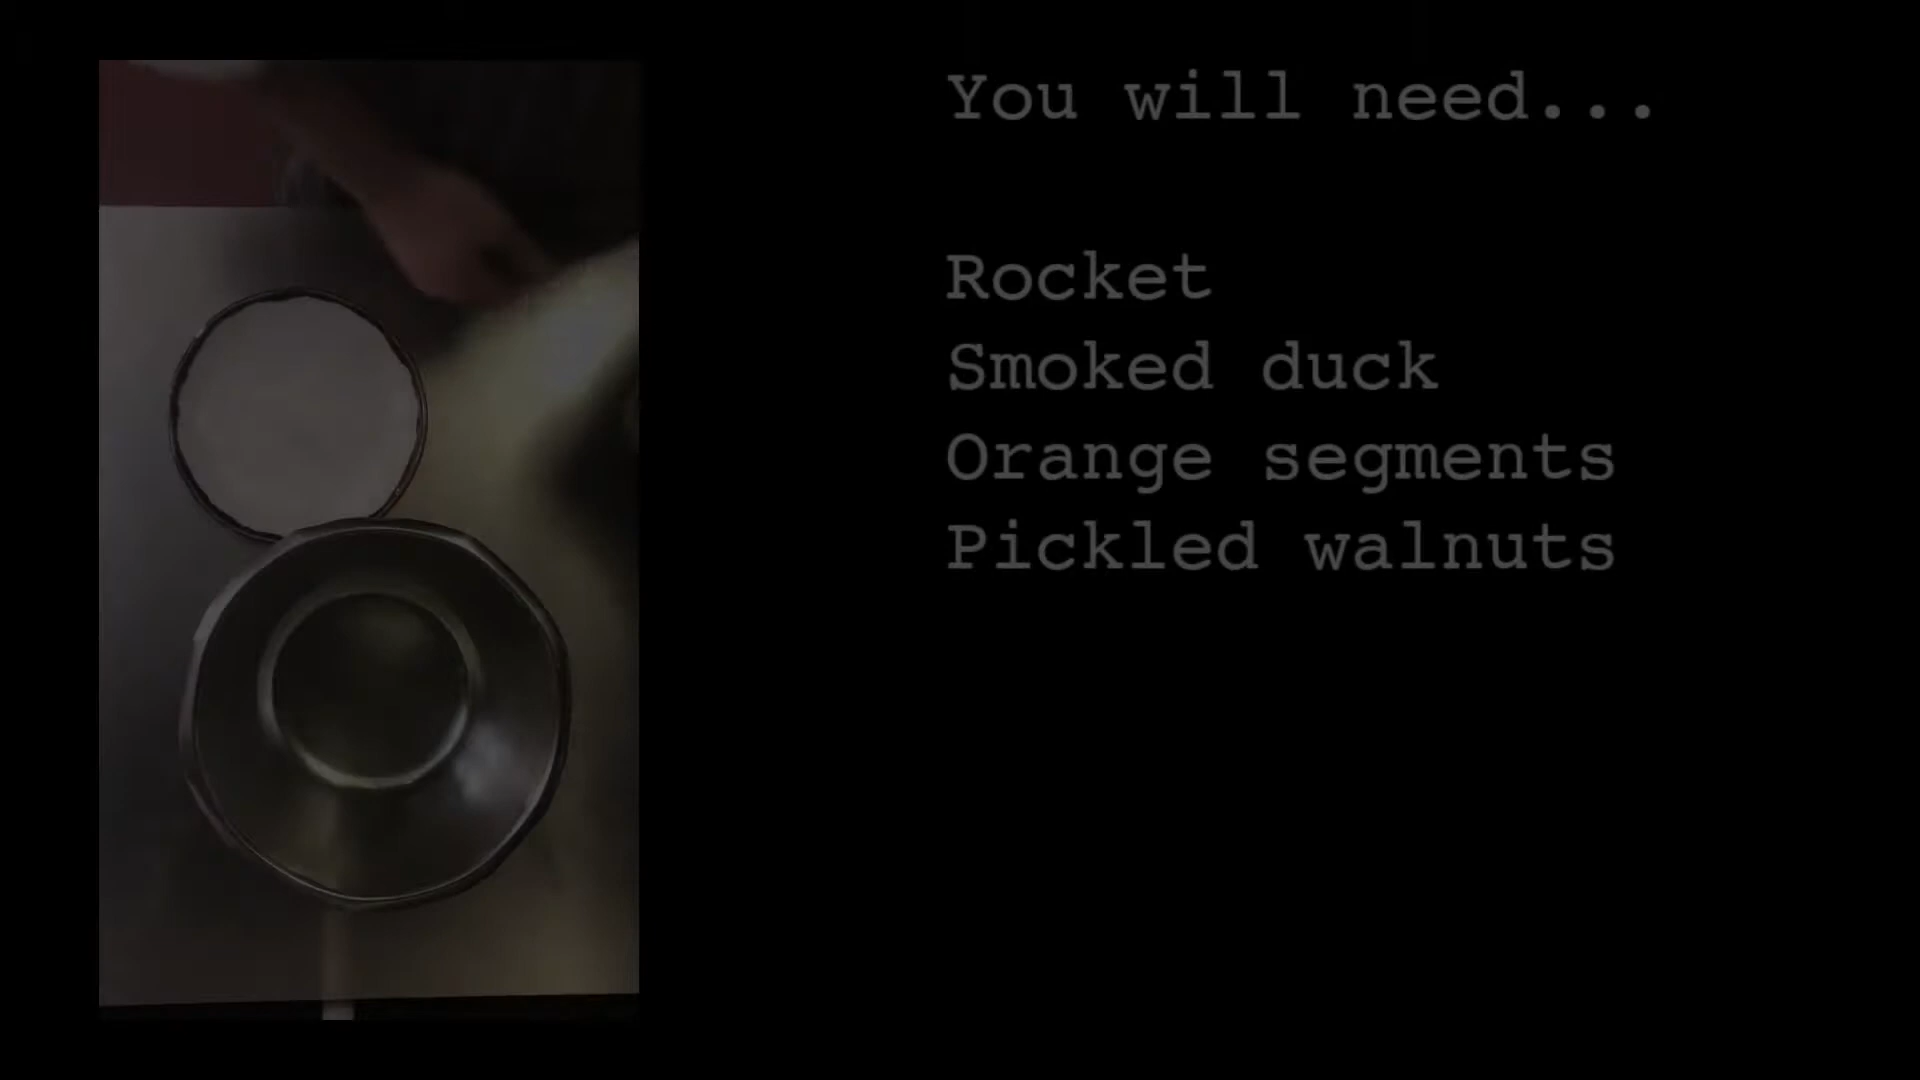 You will need...
Rocket
Smoked duck
Orange segments
Pickled walnuts